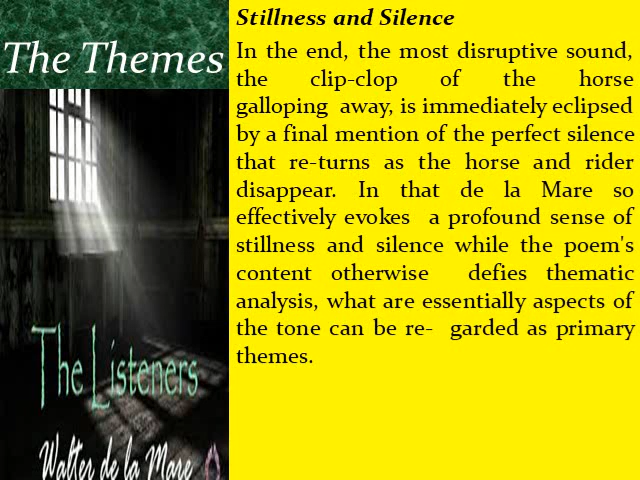 The Themes
The Listeners
Walter de la Mare
Stillness and Silence
In the end, the most disruptive sound,
the clip-clop of the horse
galloping away, is immediately eclipsed
by a final mention of the perfect silence
that re-turns as the horse and rider
disappear. In that de la Mare so
effectively evokes a profound sense of
stillness and silence while the poem's
content otherwise defies thematic
analysis, what are essentially aspects of
the tone can be re- garded as primary
themes.